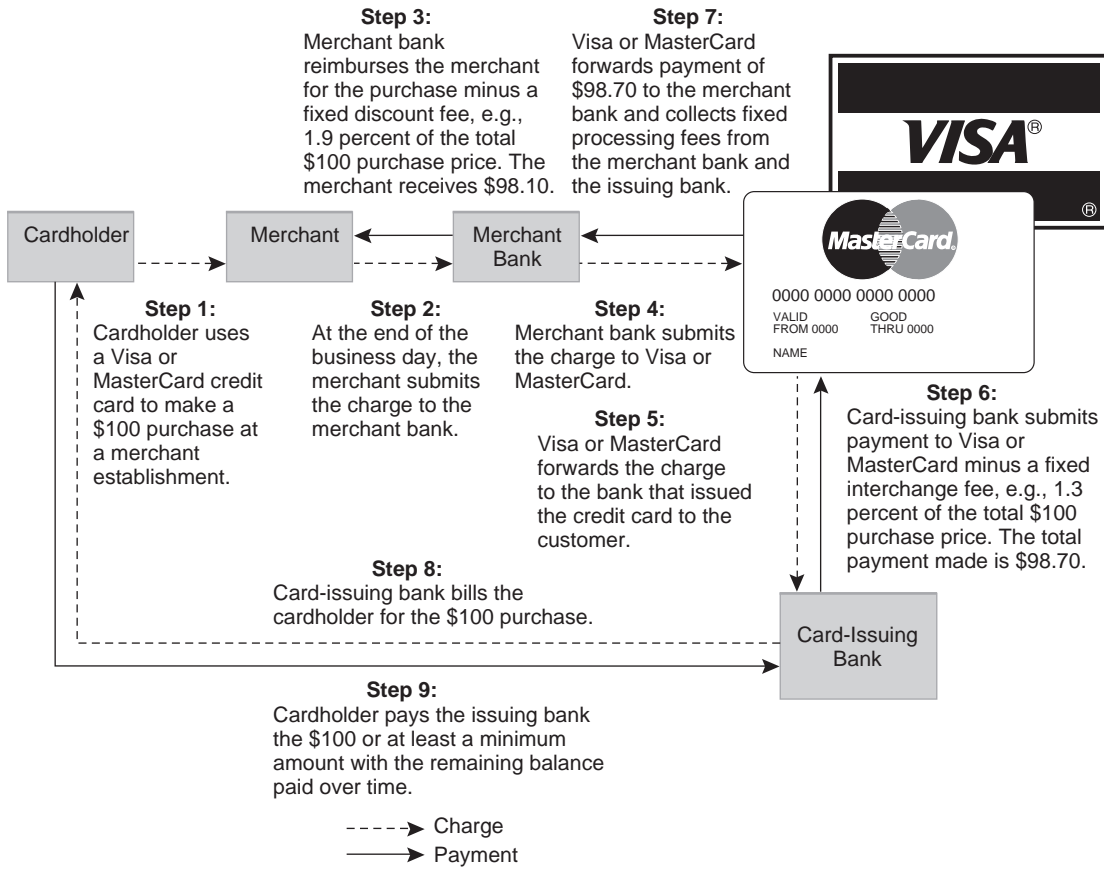 Step 3:
Merchant bank
reimburses the merchant
for the purchase minus a
fixed discount fee, e.g.,
1.9 percent of the total
$100 purchase price. The
merchant receives $98.10.
Step 7:
Visa or MasterCard
forwards payment of
$98.70 to the merchant
bank and collects fixed
processing fees from
the merchant bank and
the issuing bank.
VISA®
®
MasterCard.
0000 0000 0000 0000
VALID
FROM 0000
GOOD
THRU 0000
NAME
Cardholder
Merchant
Merchant
Bank
Step 1:
Cardholder uses
a Visa or
MasterCard credit
card to make a
$100 purchase at
a merchant
establishment.
Step 2:
At the end of the
business day, the
merchant submits
the charge to the
merchant bank.
Step 4:
Merchant bank submits
the charge to Visa or
MasterCard.
Step 5:
Visa or MasterCard
forwards the charge
to the bank that issued
the credit card to the
customer.
Step 6:
Card-issuing bank submits
payment to Visa or
MasterCard minus a fixed
interchange fee, e.g., 1.3
percent of the total $100
purchase price. The total
payment made is $98.70.
Step 8:
Card-issuing bank bills the
cardholder for the $100 purchase.
Card-Issuing
Bank
Step 9:
Cardholder pays the issuing bank
the $100 or at least a minimum
amount with the remaining balance
paid over time.
Charge
Payment